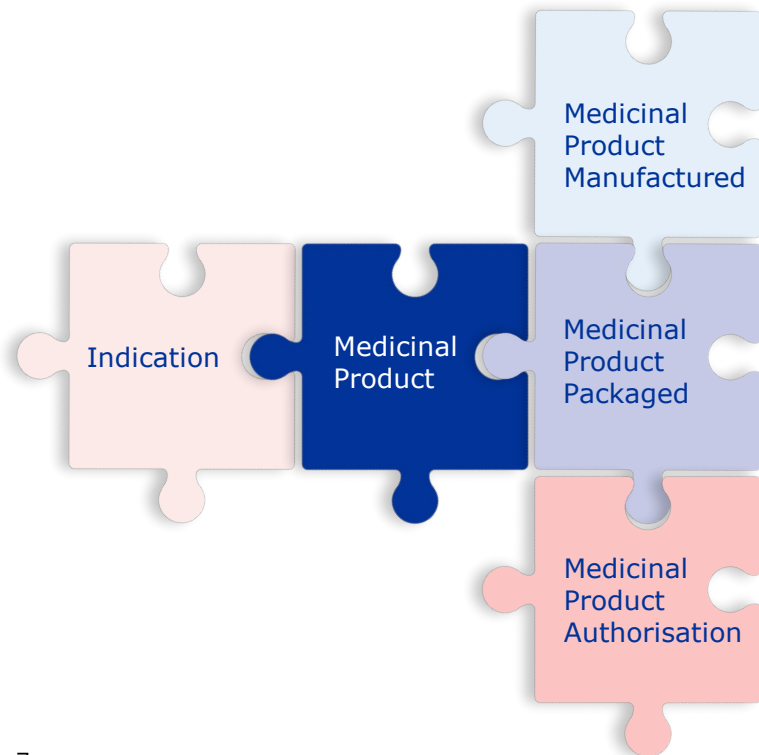 Medicinal
Product
Manufactured
Indication
Medicinal
Product
Medicinal
Product
Packaged
Medicinal
Product
Authorisation